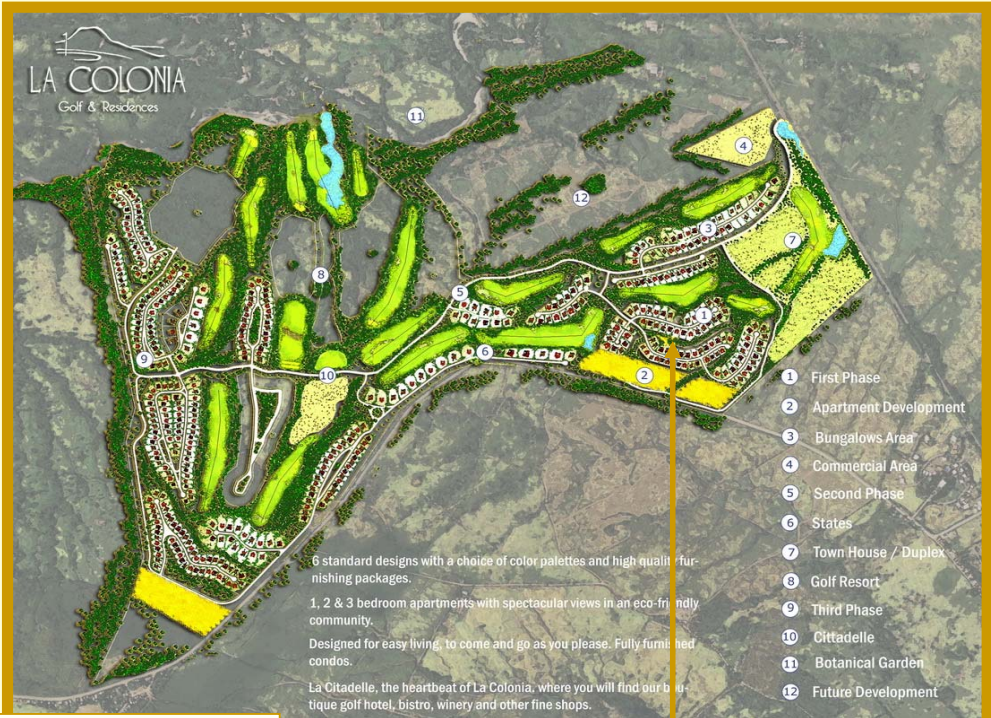 LA COLONIA
Golf & Residences
11
4
12
3
7
8
5
1
6
9
10
2
1 First Phase
2 Apartment Development
3 Bungalows Area
4 Commercial Area
5 Second Phase
6 States
7 Town House / Duplex
8 Golf Resort
9 Third Phase
10 Cittadelle
11 Botanical Garden
12 Future Development
6 standard designs with a choice of color palettes and high quality fur-
nishing packages.
1, 2 & 3 bedroom apartments with spectacular views in an eco-friendly
community.
Designed for easy living, to come and go as you please. Fully furnished
condos.
La Citadelle, the heartbeat of La Colonia, where you will find our bou-
tique golf hotel, bistro, winery and other fine shops.